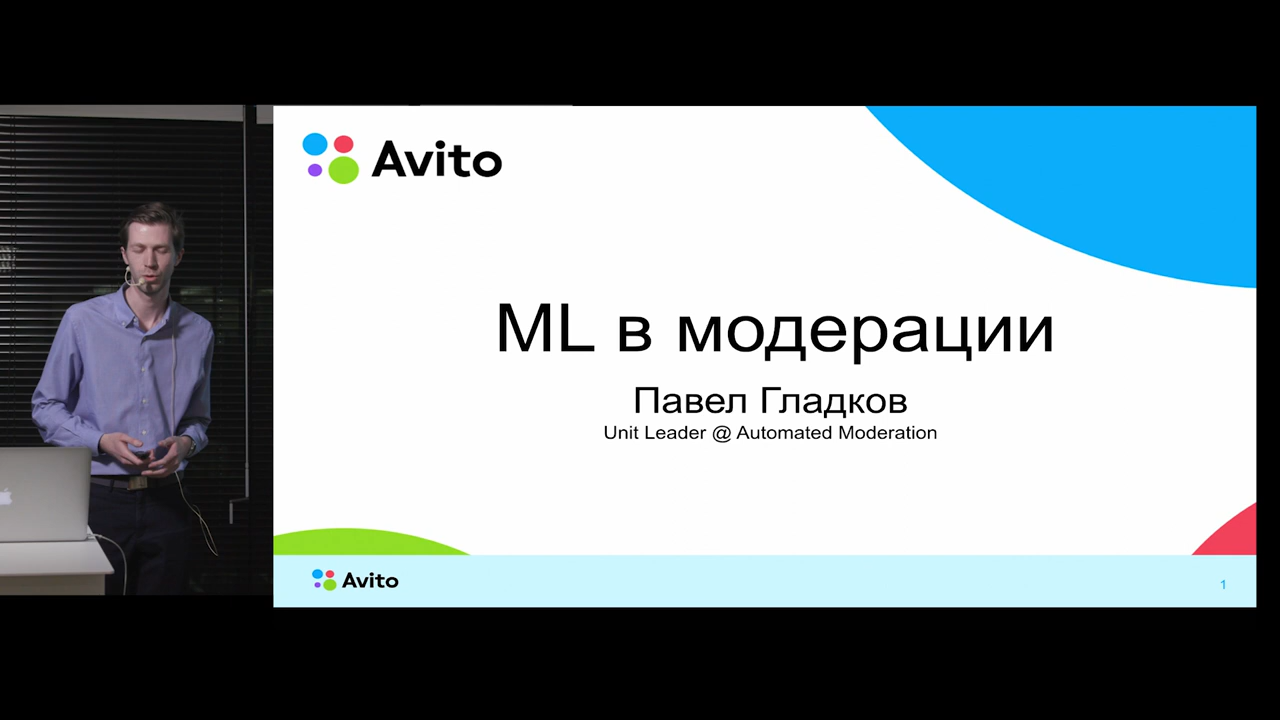 Avito
ML в модерации
Павел Гладков
Unit Leader @ Automated Moderation
Avito
1